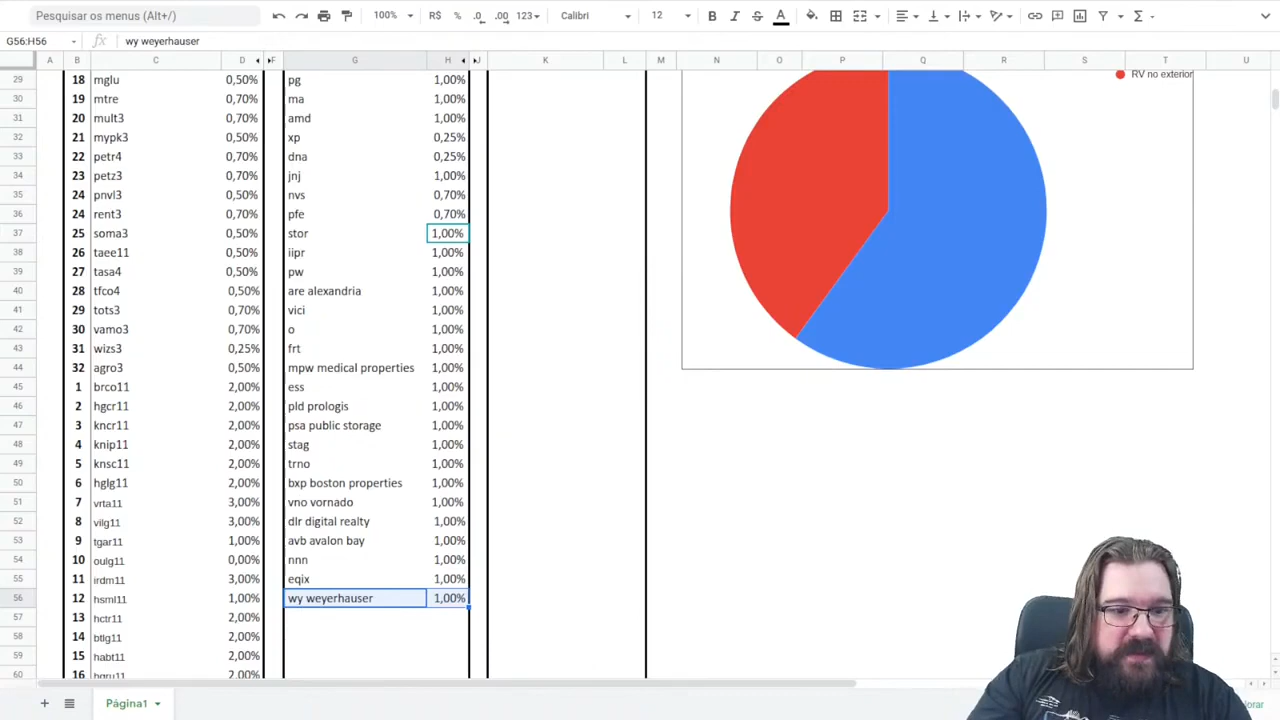 Pesquisar os menus (Alt+/) 100% R$ % .0 .00 123 Calibri 12 B I S A Σ
G56:H56 fx wy weyerhauser
A B C D F G H J K L M N O P Q R S T U
29 18 mglu 0,50% pg 1,00% RV no exterior
30 19 mtre 0,70% ma 1,00%
31 20 mult3 0,70% amd 1,00%
32 21 mypk3 0,50% xp 0,25%
33 22 petr4 0,70% dna 0,25%
34 23 petz3 0,70% jnj 1,00%
35 24 pnvl3 0,50% nvs 0,70%
36 24 rent3 0,70% pfe 0,70%
37 25 soma3 0,50% stor 1,00%
38 26 taee11 0,50% iipr 1,00%
39 27 tasa4 0,50% pw 1,00%
40 28 tfco4 0,50% are alexandria 1,00%
41 29 tots3 0,70% vici 1,00%
42 30 vamo3 0,70% o 1,00%
43 31 wizs3 0,25% frt 1,00%
44 32 agro3 0,50% mpw medical properties 1,00%
45 1 brco11 2,00% ess 1,00%
46 2 hgcr11 2,00% pld prologis 1,00%
47 3 kncr11 2,00% psa public storage 1,00%
48 4 knip11 2,00% stag 1,00%
49 5 knsc11 2,00% trno 1,00%
50 6 hglg11 2,00% bxp boston properties 1,00%
51 7 vrta11 3,00% vno vornado 1,00%
52 8 vilg11 3,00% dlr digital realty 1,00%
53 9 tgar11 1,00% avb avalon bay 1,00%
54 10 oulg11 0,00% nnn 1,00%
55 11 irdm11 3,00% eqix 1,00%
56 12 hsml11 1,00% wy weyerhauser 1,00%
57 13 hctr11 2,00%
58 14 btlg11 2,00%
59 15 habt11 2,00%
60 16 hgru11 2,00%
Página1